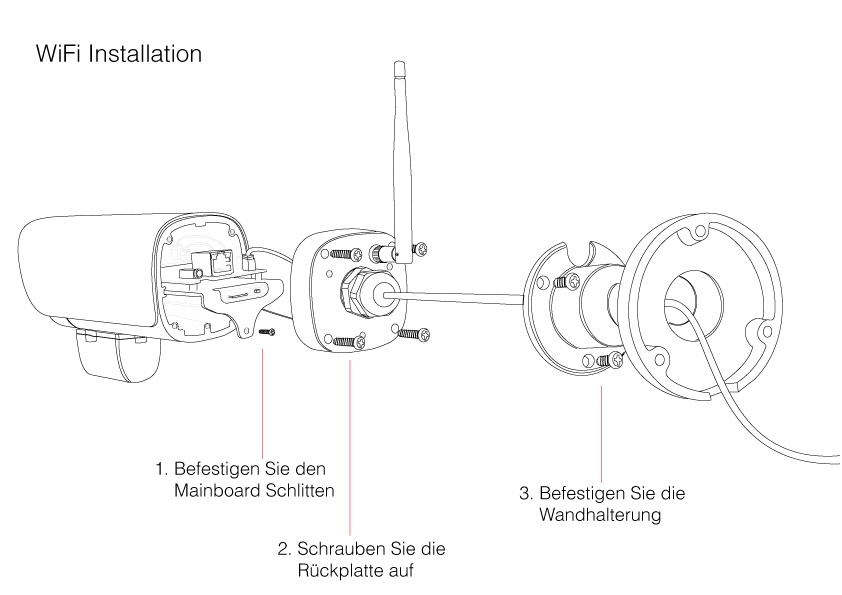 WiFi Installation
1. Befestigen Sie den
Mainboard Schlitten
3. Befestigen Sie die
Wandhalterung
2. Schrauben Sie die
Rückplatte auf